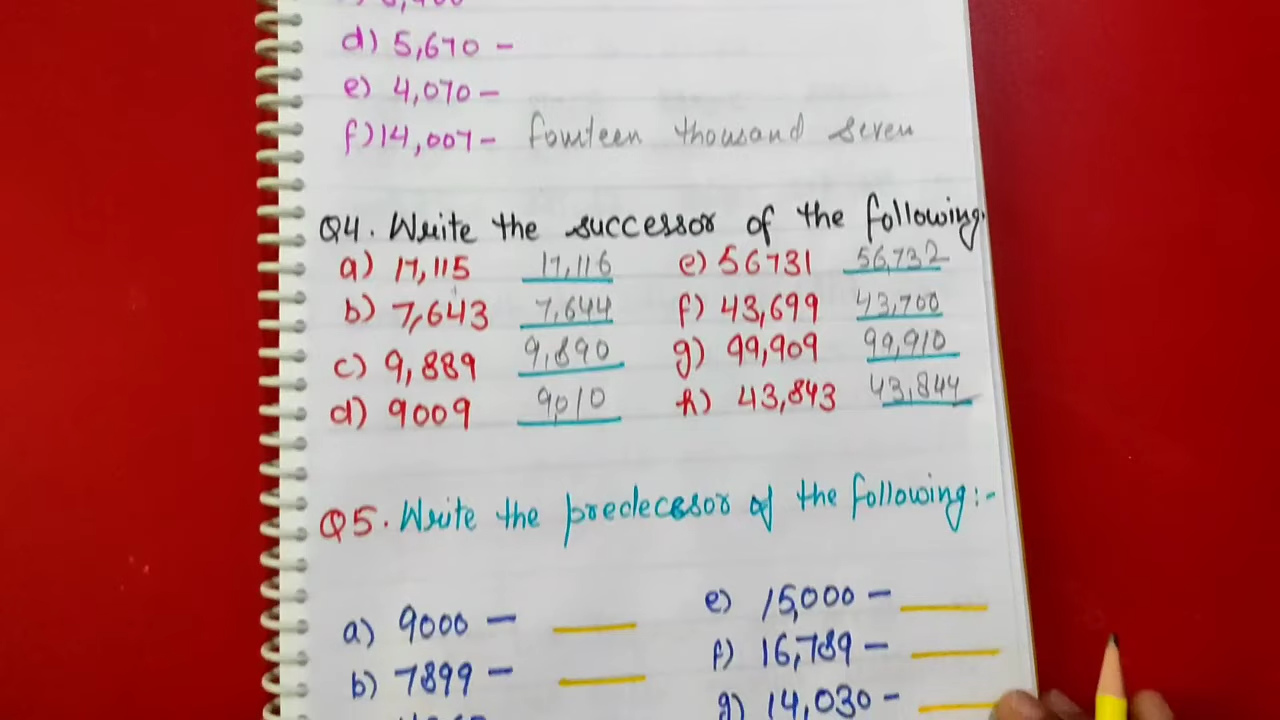 d) 5,670 -
e) 4,070 -
f) 14,007 - fourteen thousand seven
Q4. Write the successor of the following:
a) 17,115 17,116 e) 56731 56,732
b) 7,643 7,644 f) 43,699 43,700
c) 9,889 9,890 g) 99,909 99,910
d) 9009 9,010 h) 43,843 43,844
Q5. Write the predecessor of the following:-
a) 9000 - e) 15,000 -
b) 7899 - f) 16,789 -
g) 14,030 -